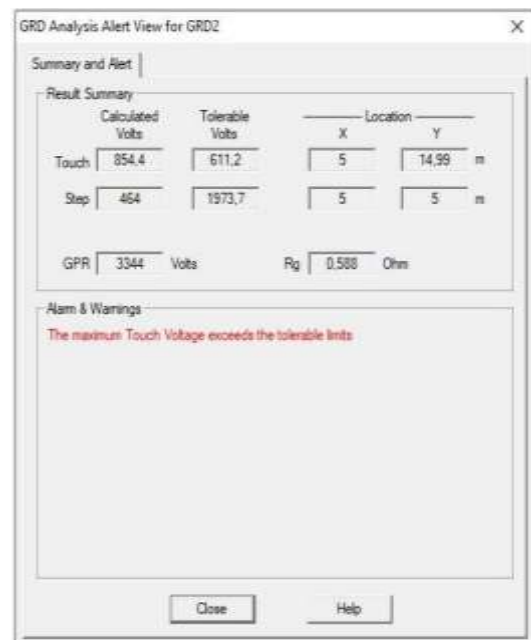 GRD Analysis Alert View for GRD2
Summary and Alert
Result Summary
Calculated Tolerable Location
Volts Volts X Y
Touch 854,4 611,2 5 14,99 m
Step 464 1973,7 5 5 m
GPR 3344 Volts Rg 0,588 Ohm
Alarm & Warnings
The maximum Touch Voltage exceeds the tolerable limits
Close Help